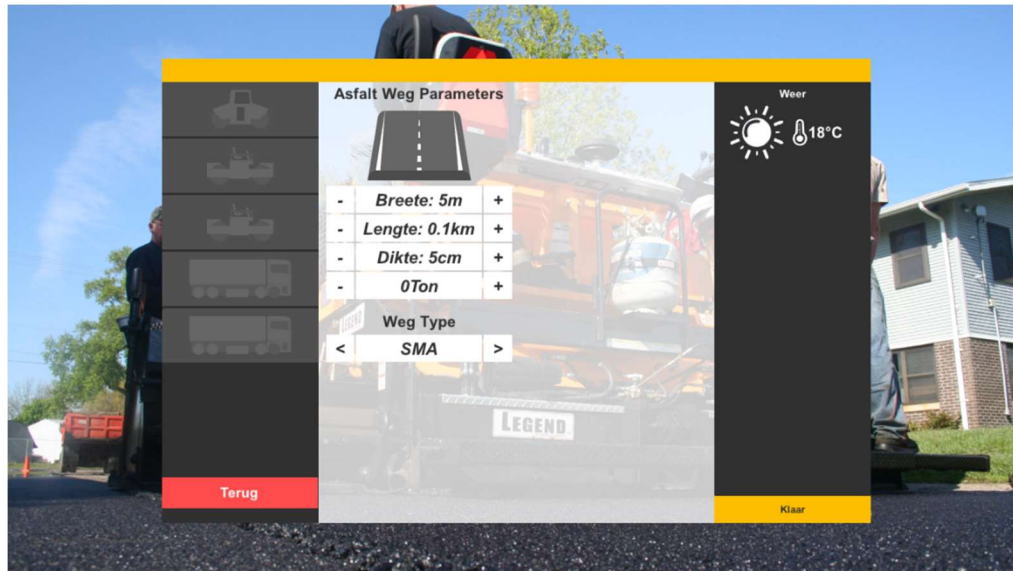 Asfalt Weg Parameters
- Breete: 5m +
- Lengte: 0.1km +
- Dikte: 5cm +
- 0Ton +
Weg Type
< SMA >
LEGEND
LEGEND
Terug
Weer
18°C
Klaar